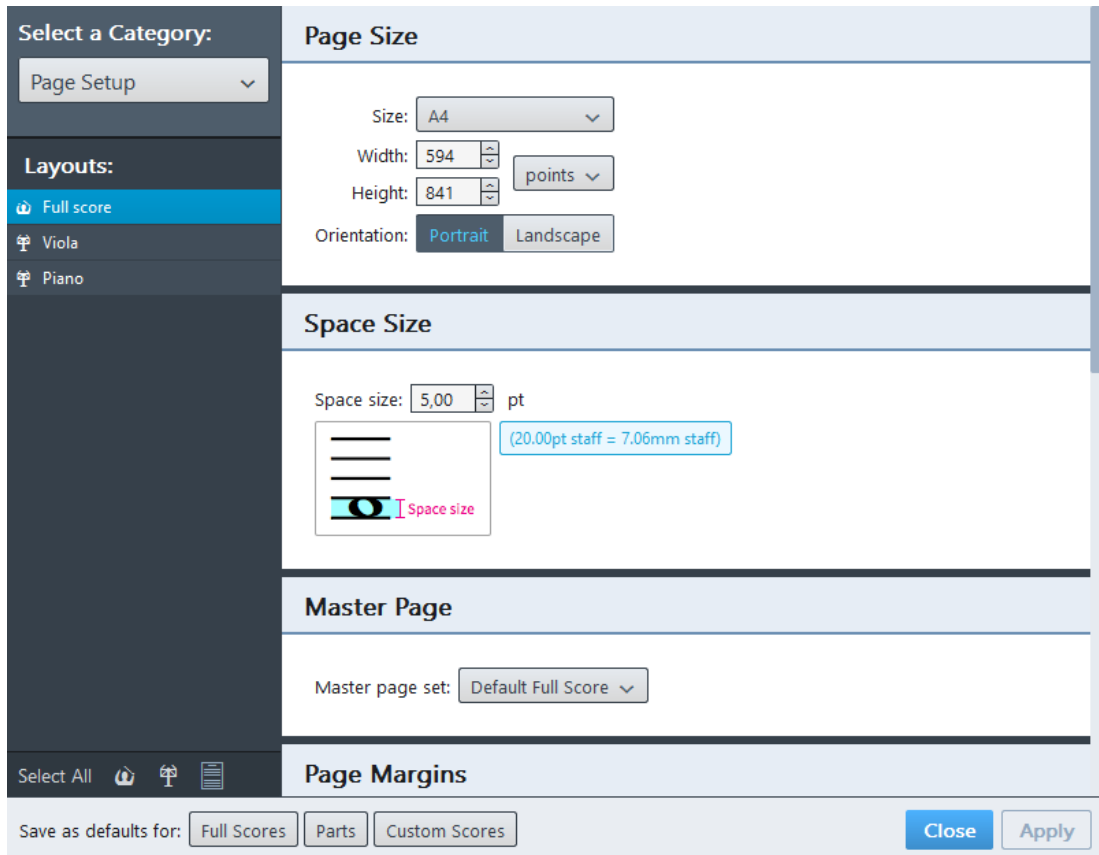 Select a Category:
Page Setup
Layouts:
Full score
Viola
Piano
Select All
Page Size
Size: A4
Width: 594
points
Height: 841
Orientation: Portrait Landscape
Space Size
Space size: 5,00 pt
(20.00pt staff = 7.06mm staff)
Space size
Master Page
Master page set: Default Full Score
Page Margins
Save as defaults for: Full Scores Parts Custom Scores Close Apply